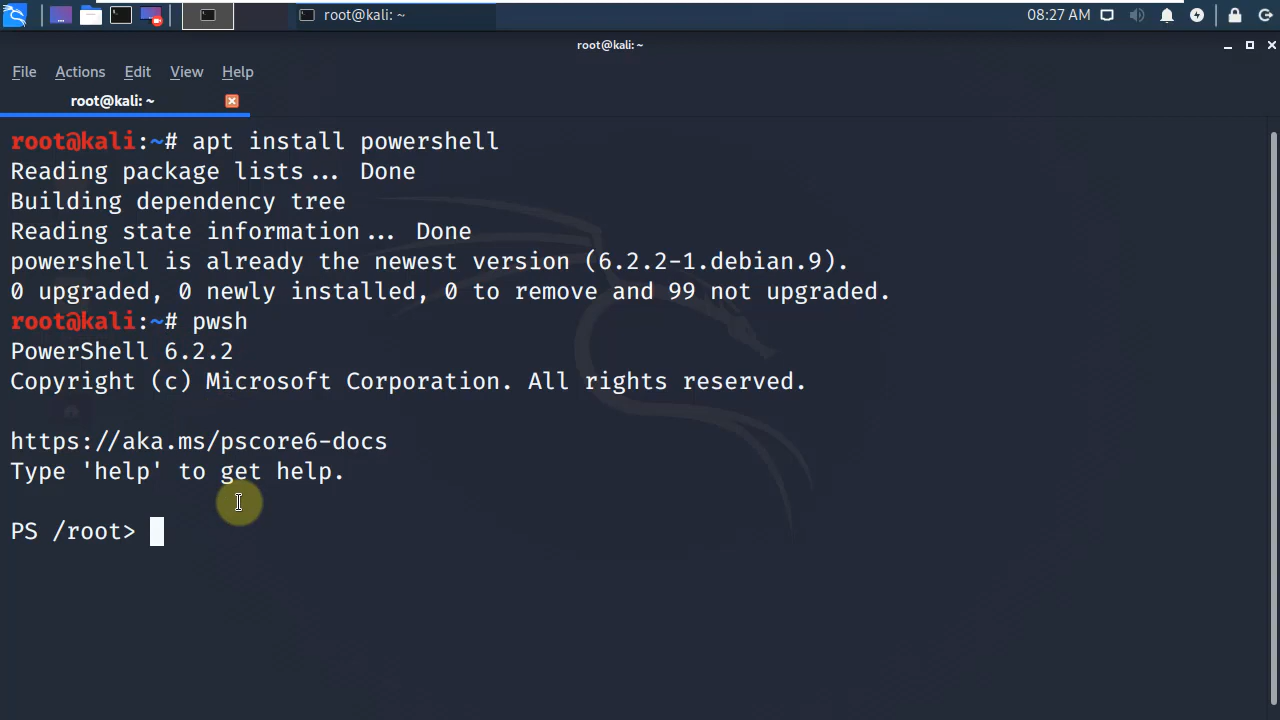 root@kali: ~
08:27 AM
root@kali: ~
File Actions Edit View Help
root@kali: ~
root@kali:~# apt install powershell
Reading package lists... Done
Building dependency tree
Reading state information... Done
powershell is already the newest version (6.2.2-1.debian.9).
0 upgraded, 0 newly installed, 0 to remove and 99 not upgraded.
root@kali:~# pwsh
PowerShell 6.2.2
Copyright (c) Microsoft Corporation. All rights reserved.
https://aka.ms/pscore6-docs
Type 'help' to get help.
PS /root>